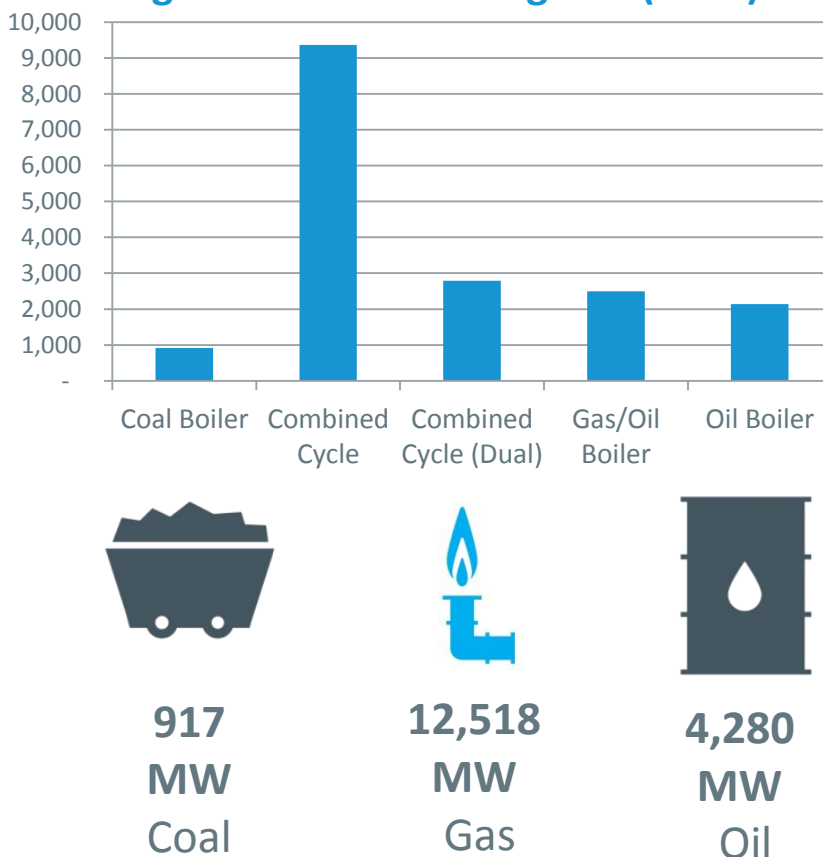 10,000
9,000
8,000
7,000
6,000
5,000
4,000
3,000
2,000
1,000
-
Coal Boiler Combined Cycle Combined Cycle (Dual) Gas/Oil Boiler Oil Boiler
917 MW Coal
12,518 MW Gas
4,280 MW Oil